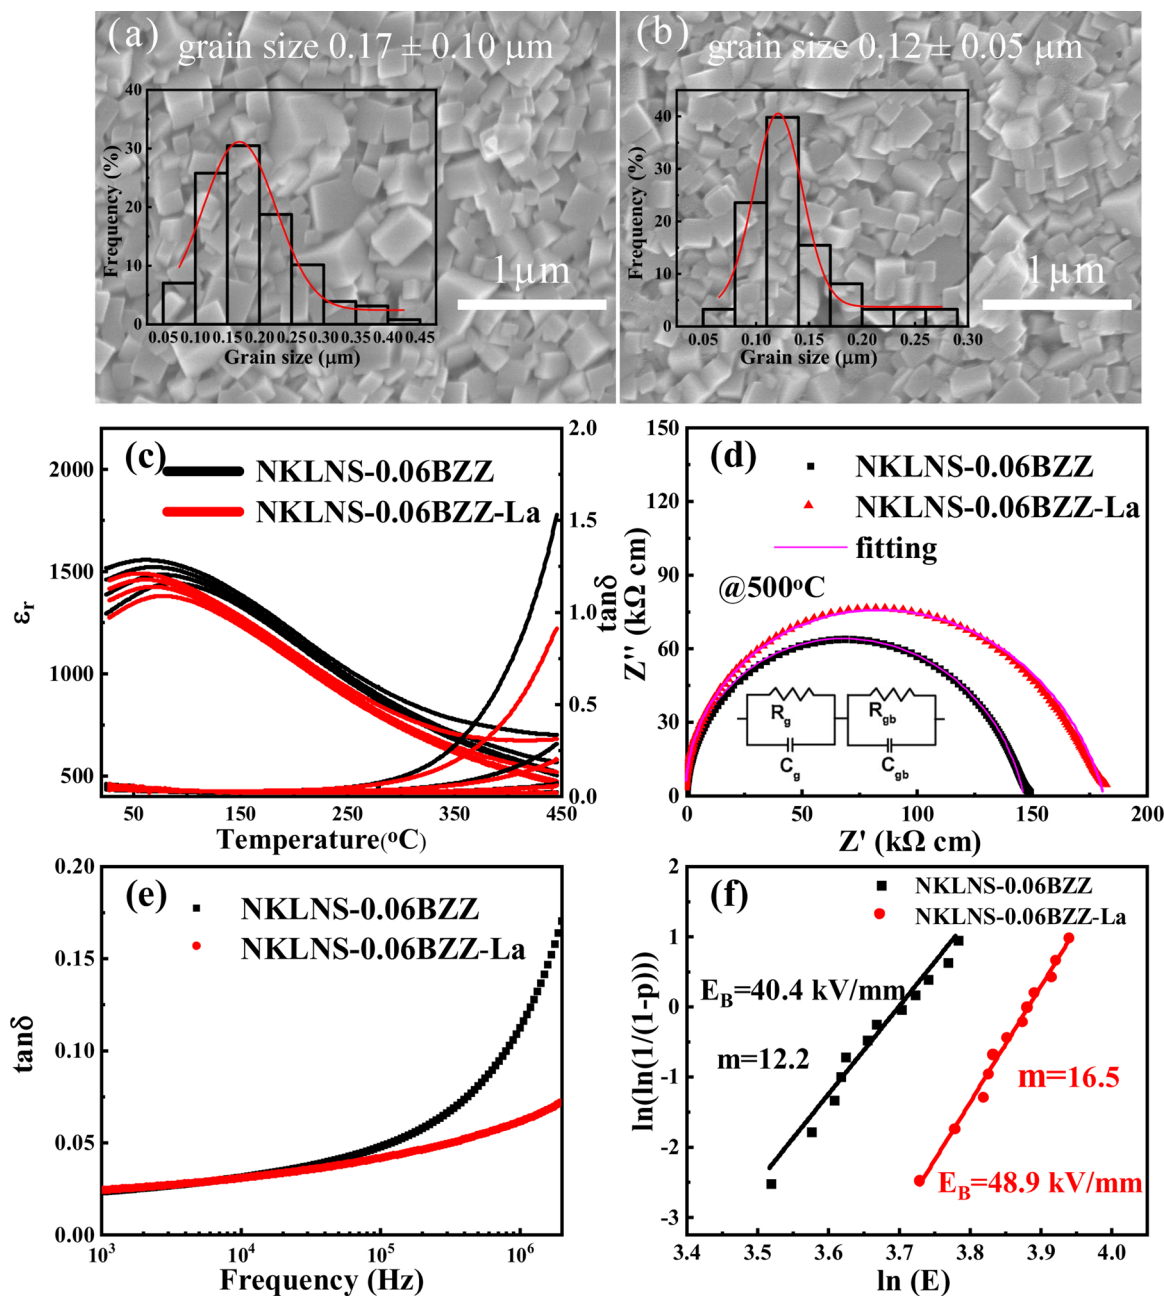 (a)
grain size 0.17 ± 0.10 μm
40
30
20
10
0
Frequency (%)
0.05 0.10 0.15 0.20 0.25 0.30 0.35 0.40 0.45
Grain size (μm)
1μm
(b)
grain size 0.12 ± 0.05 μm
40
30
20
10
0
Frequency (%)
0.05 0.10 0.15 0.20 0.25 0.30
Grain size (μm)
1μm
(c)
NKLNS-0.06BZZ
NKLNS-0.06BZZ-La
2000
1500
1000
500
εr
2.0
1.5
1.0
0.5
0.0
tanδ
50 150 250 350 450
Temperature(oC)
(d)
NKLNS-0.06BZZ
NKLNS-0.06BZZ-La
fitting
@500oC
150
120
90
60
30
0
Z'' (kΩ cm)
Rg
Rgb
Cg
Cgb
0 50 100 150 200
Z' (kΩ cm)
(e)
NKLNS-0.06BZZ
NKLNS-0.06BZZ-La
0.20
0.15
0.10
0.05
0.00
tanδ
10³ 10⁴ 10⁵ 10⁶
Frequency (Hz)
(f)
NKLNS-0.06BZZ
NKLNS-0.06BZZ-La
2
1
0
-1
-2
-3
ln(ln(1/(1-p))))
EB=40.4 kV/mm
m=12.2
m=16.5
EB=48.9 kV/mm
3.4 3.5 3.6 3.7 3.8 3.9 4.0
ln (E)